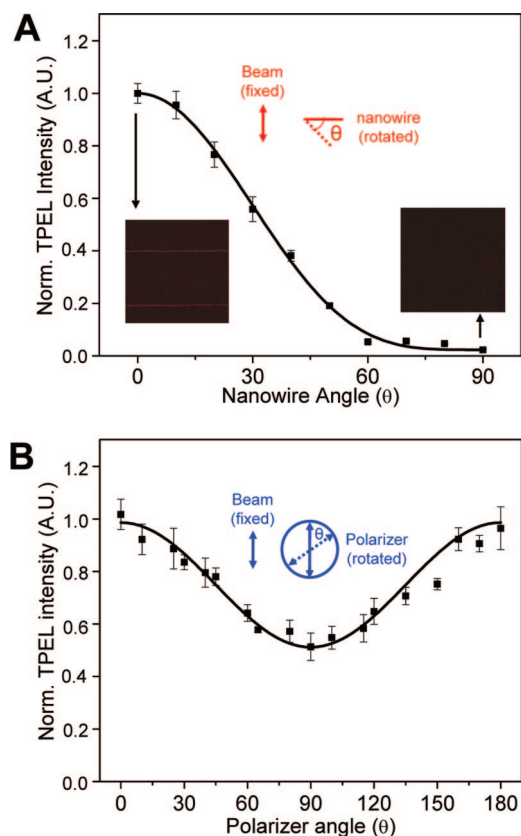 A
Norm. TPEL Intensity (A.U.)
1.2
1.0
0.8
0.6
0.4
0.2
0.0
Beam
(fixed)
θ
nanowire
(rotated)
0
30
60
90
Nanowire Angle (θ)
B
Norm. TPEL intensity (A.U.)
1.2
1.0
0.8
0.6
0.4
0.2
0.0
Beam
(fixed)
θ
Polarizer
(rotated)
0
30
60
90
120
150
180
Polarizer angle (θ)